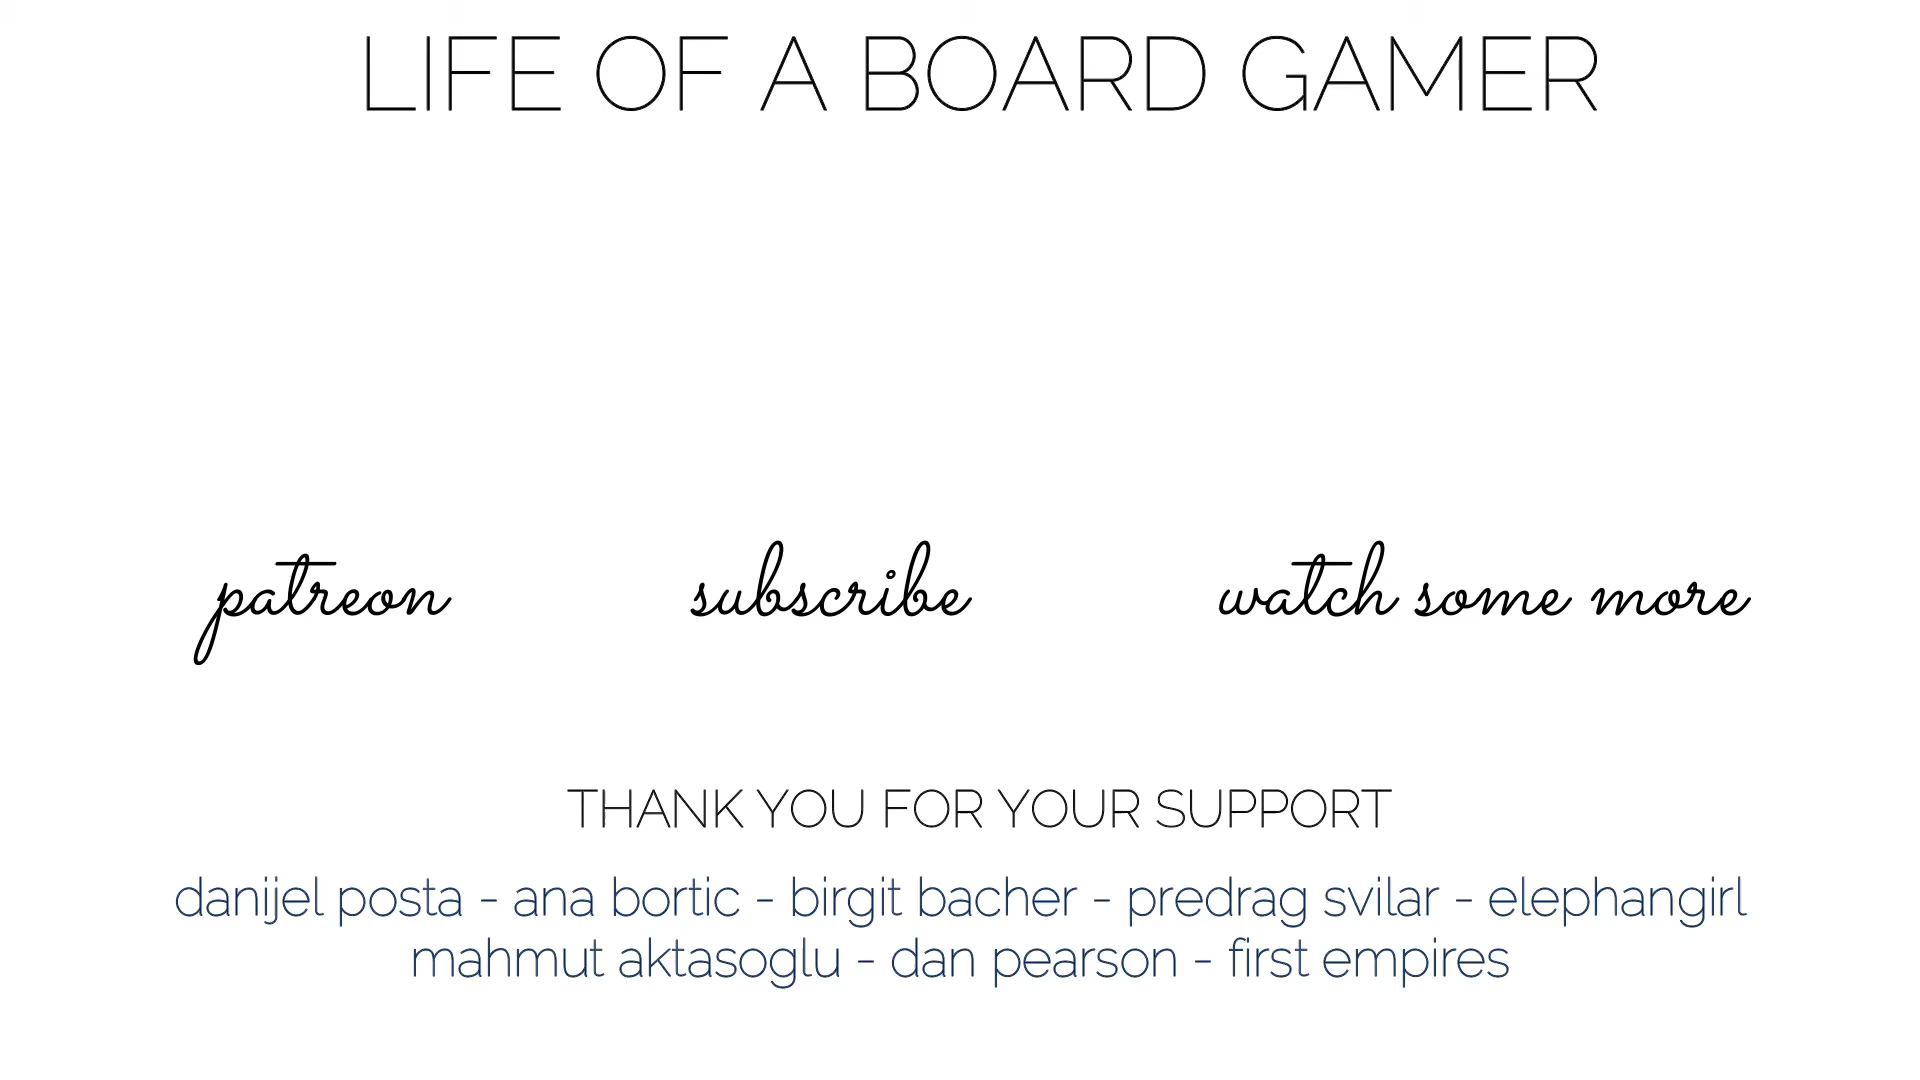 LIFE OF A BOARD GAMER
patreon subscribe watch some more
THANK YOU FOR YOUR SUPPORT
danijel posta - ana bortic - birgit bacher - predrag svilar - elephangirl
mahmut aktasoglu - dan pearson - first empires